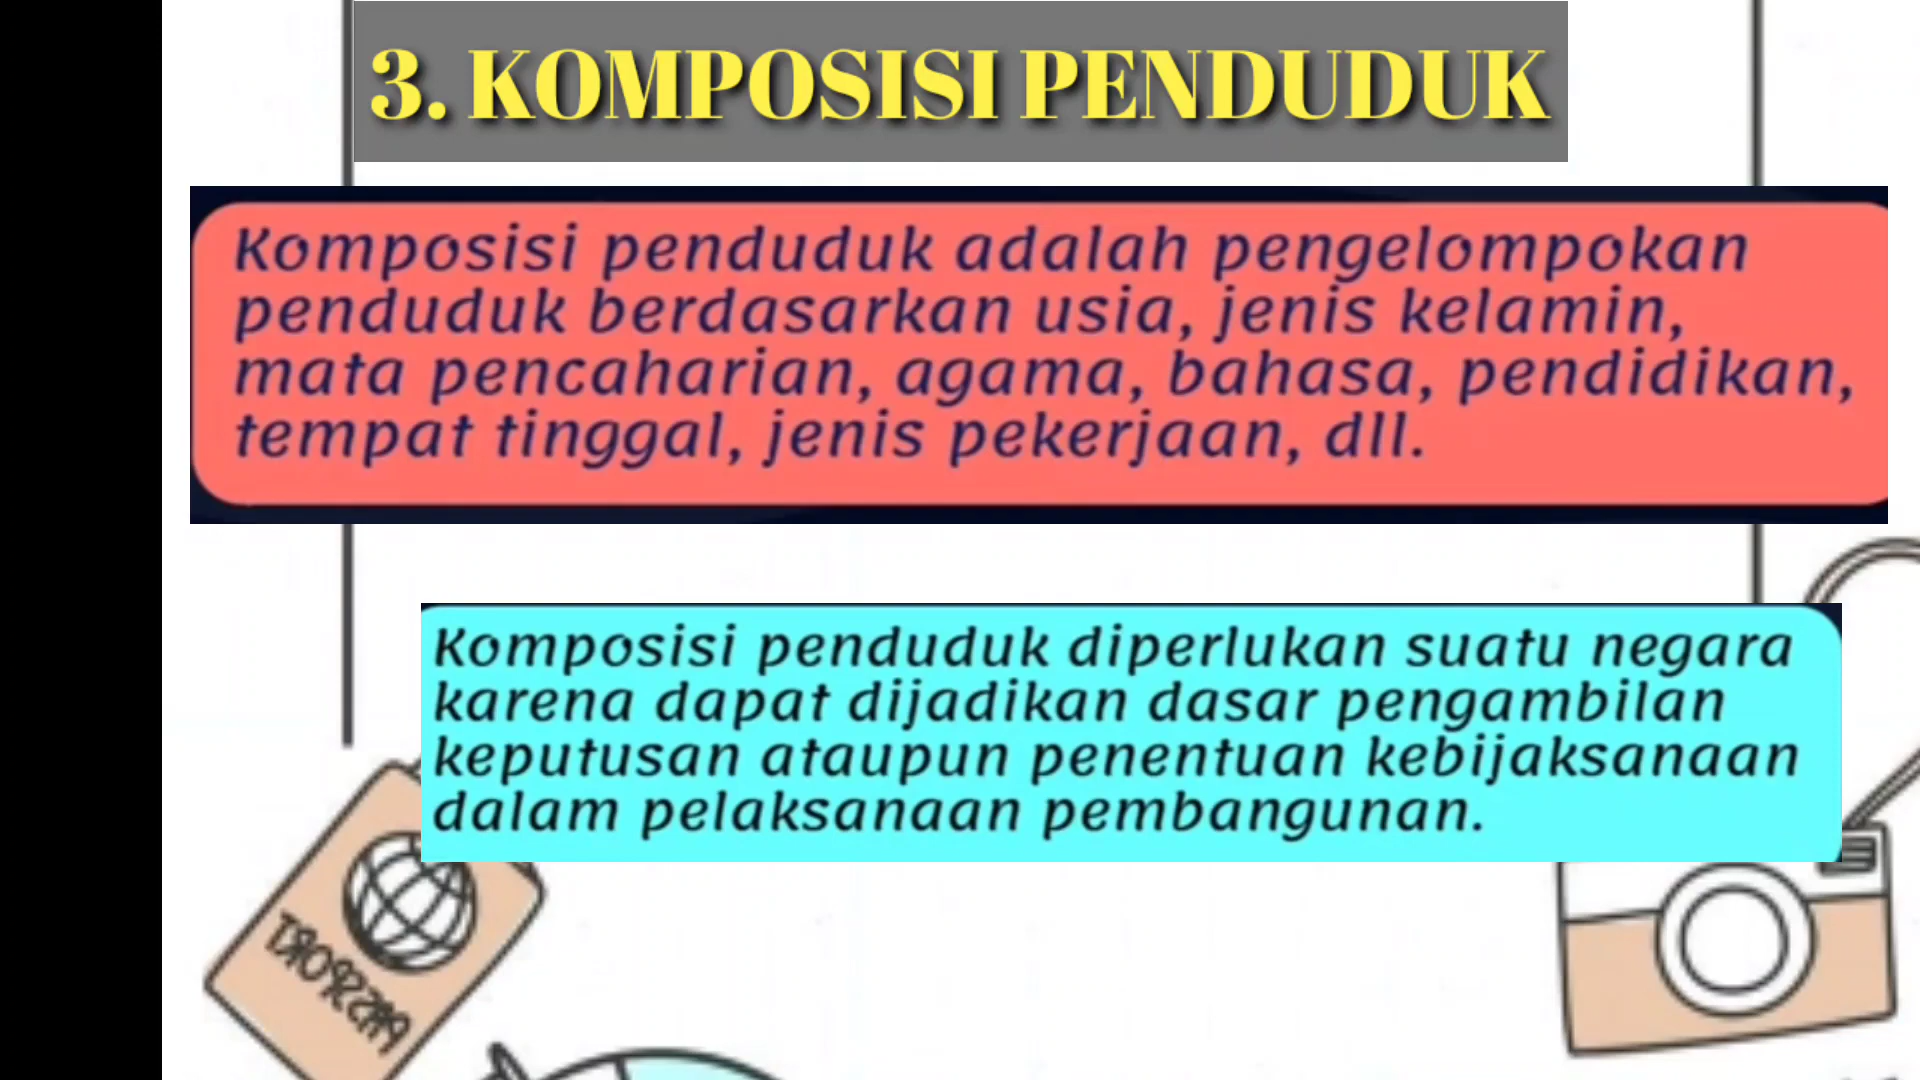 3. KOMPOSISI PENDUDUK
Komposisi penduduk adalah pengelompokan
penduduk berdasarkan usia, jenis kelamin,
mata pencaharian, agama, bahasa, pendidikan,
tempat tinggal, jenis pekerjaan, dll.
Komposisi penduduk diperlukan suatu negara
karena dapat dijadikan dasar pengambilan
keputusan ataupun penentuan kebijaksanaan
dalam pelaksanaan pembangunan.
PASSPORT